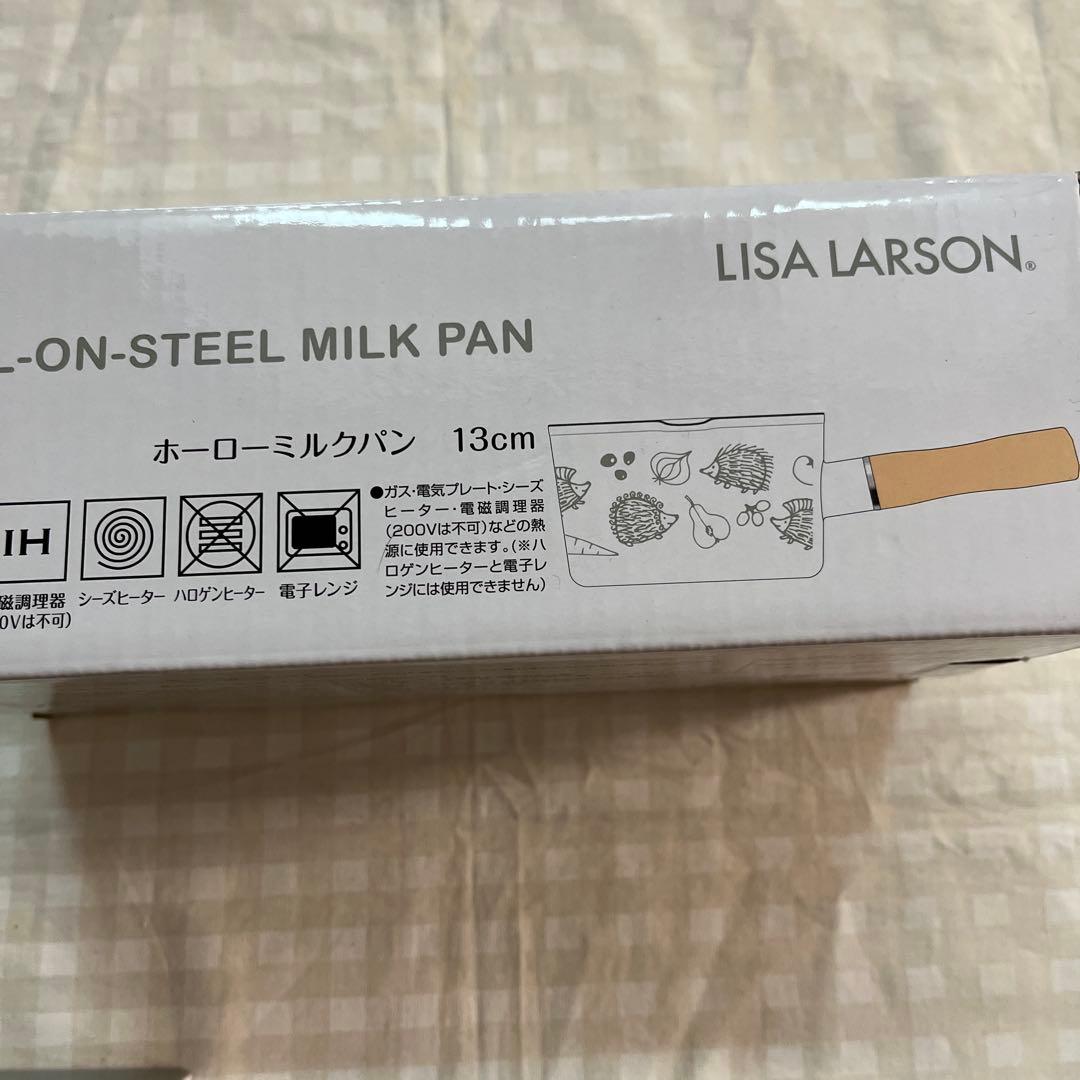 LISA LARSON®
L-ON-STEEL MILK PAN
ホーローミルクパン 13cm
IH
磁調理器
0Vは不可)
シーズヒーター
ハロゲンヒーター
電子レンジ
●ガス・電気プレート・シーズ
ヒーター・電磁調理器
(200Vは不可)などの熱
源に使用できます。(※ハ
ロゲンヒーターと電子レ
ンジには使用できません)